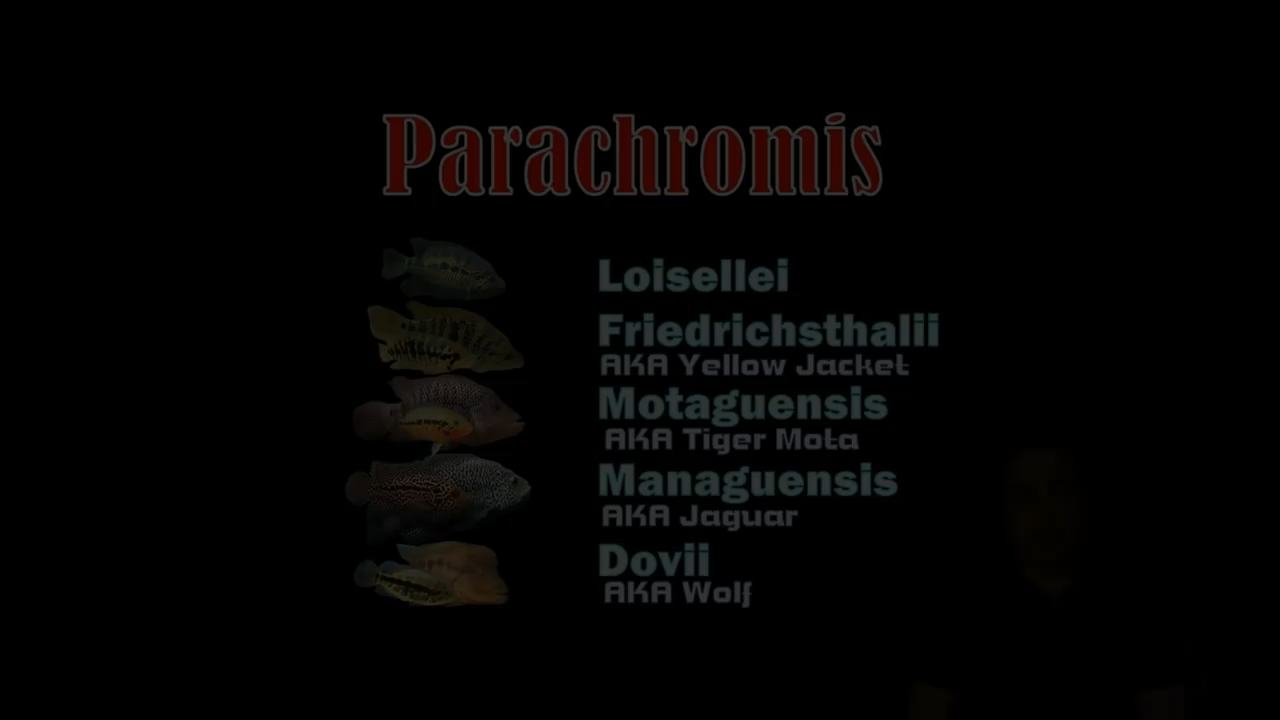 Parachromis
Loisellei
Friedrichsthalii
AKA Yellow Jacket
Motaguensis
AKA Tiger Mota
Managuensis
AKA Jaguar
Dovii
AKA Wolf